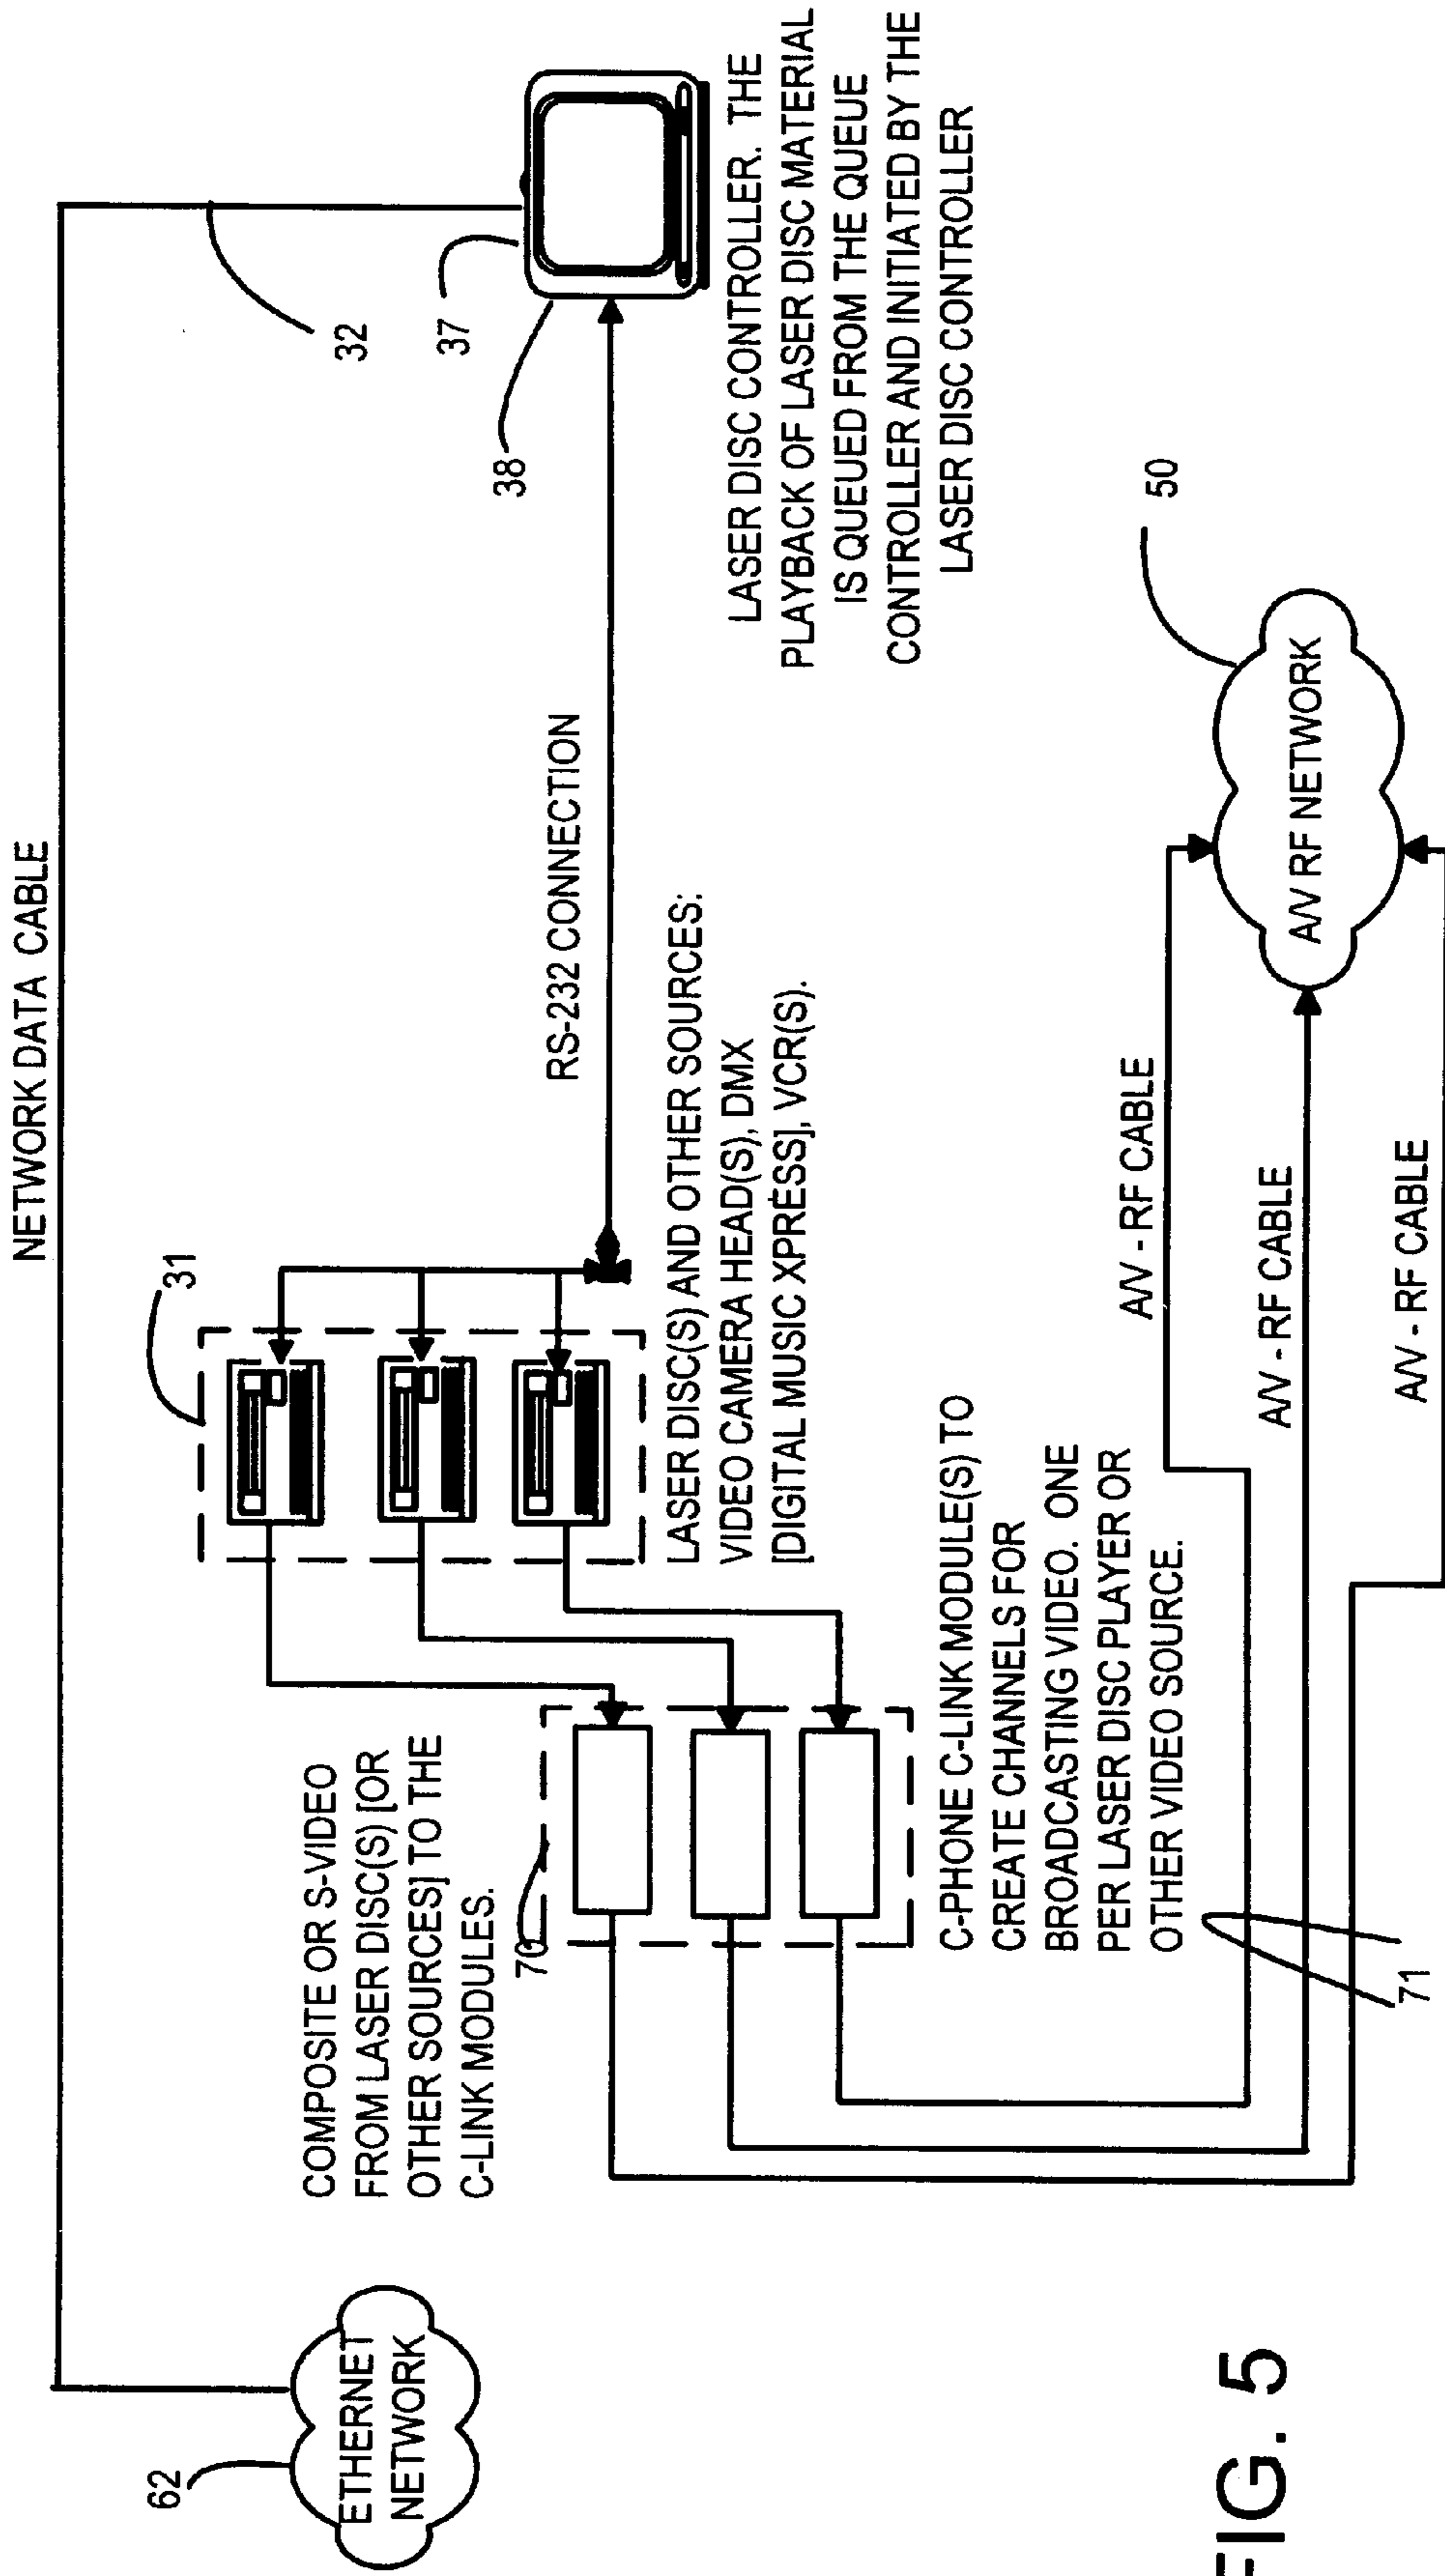 NETWORK DATA CABLE
62
ETHERNET
NETWORK
32
37
38
31
RS-232 CONNECTION
LASER DISC CONTROLLER. THE
PLAYBACK OF LASER DISC MATERIAL
IS QUEUED FROM THE QUEUE
CONTROLLER AND INITIATED BY THE
LASER DISC CONTROLLER
LASER DISC(S) AND OTHER SOURCES:
VIDEO CAMERA HEAD(S), DMX
[DIGITAL MUSIC XPRESS], VCR(S).
COMPOSITE OR S-VIDEO
FROM LASER DISC(S) [OR
OTHER SOURCES] TO THE
C-LINK MODULES.
70
C-PHONE C-LINK MODULE(S) TO
CREATE CHANNELS FOR
BROADCASTING VIDEO. ONE
PER LASER DISC PLAYER OR
OTHER VIDEO SOURCE.
71
A/V - RF CABLE
A/V - RF CABLE
A/V - RF CABLE
50
A/V RF NETWORK
FIG. 5